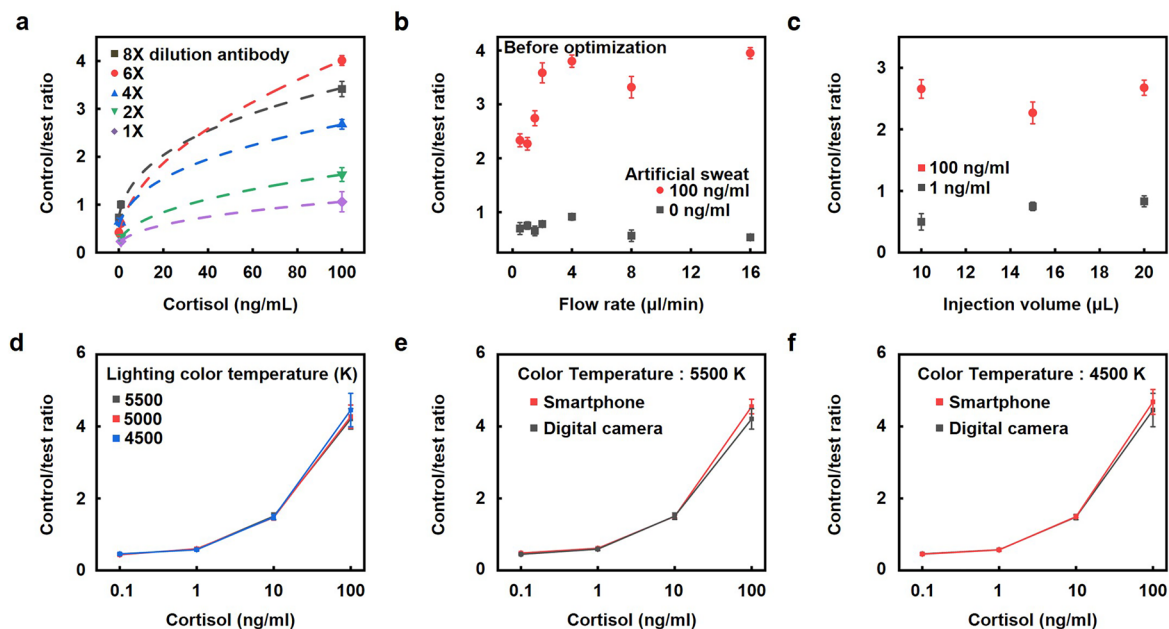 a
8X dilution antibody
6X
4X
2X
1X
Control/test ratio
4
3
2
1
0
0 20 40 60 80 100
Cortisol (ng/mL)
b
Before optimization
Artificial sweat
100 ng/ml
0 ng/ml
Control/test ratio
4
3
2
1
0 4 8 12 16
Flow rate (µl/min)
c
100 ng/ml
1 ng/ml
Control/test ratio
3
2
1
0
10 12 14 16 18 20
Injection volume (µL)
d
Lighting color temperature (K)
5500
5000
4500
Control/test ratio
6
4
2
0
0.1 1 10 100
Cortisol (ng/ml)
e
Color Temperature : 5500 K
Smartphone
Digital camera
Control/test ratio
6
4
2
0
0.1 1 10 100
Cortisol (ng/ml)
f
Color Temperature : 4500 K
Smartphone
Digital camera
Control/test ratio
6
4
2
0
0.1 1 10 100
Cortisol (ng/ml)